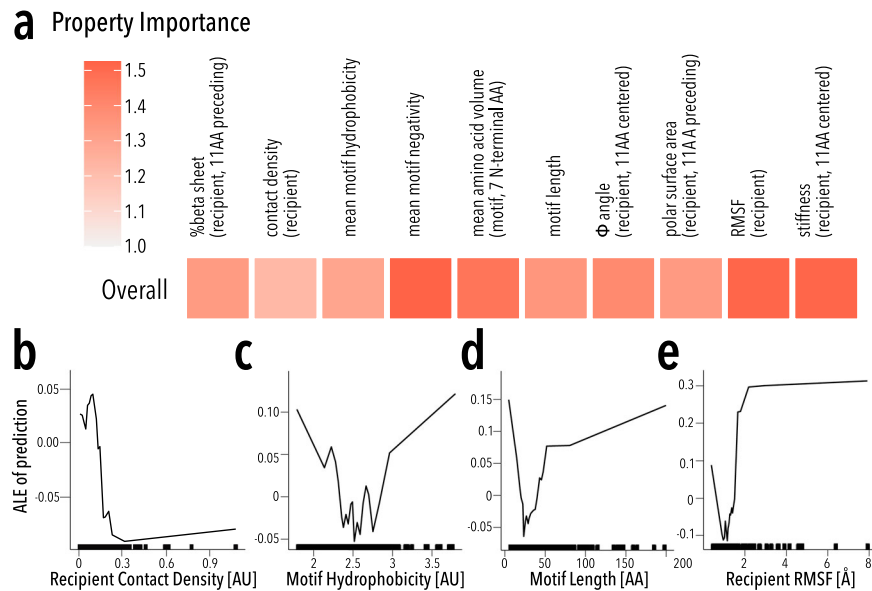 a Property Importance
1.5
1.4
1.3
1.2
1.1
1.0
%beta sheet
(recipient, 11AA preceding)
contact density
(recipient)
mean motif hydrophobicity
mean motif negativity
mean amino acid volume
(motif, 7 N-terminal AA)
motif length
Φ angle
(recipient, 11AA centered)
polar surface area
(recipient, 11A A preceding)
RMSF
(recipient)
stiffness
(recipient, 11AA centered)
Overall
b
ALE of prediction
0.05
0.00
-0.05
0 0.3 0.6 0.9
Recipient Contact Density [AU]
c
0.10
0.05
0
-0.05
2 2.5 3 3.5
Motif Hydrophobicity [AU]
d
0.15
0.1
0.05
0
-0.05
0 50 100 150 200
Motif Length [AA]
e
0.3
0.2
0.1
0
-0.1
2 4 6 8
Recipient RMSF [Å]